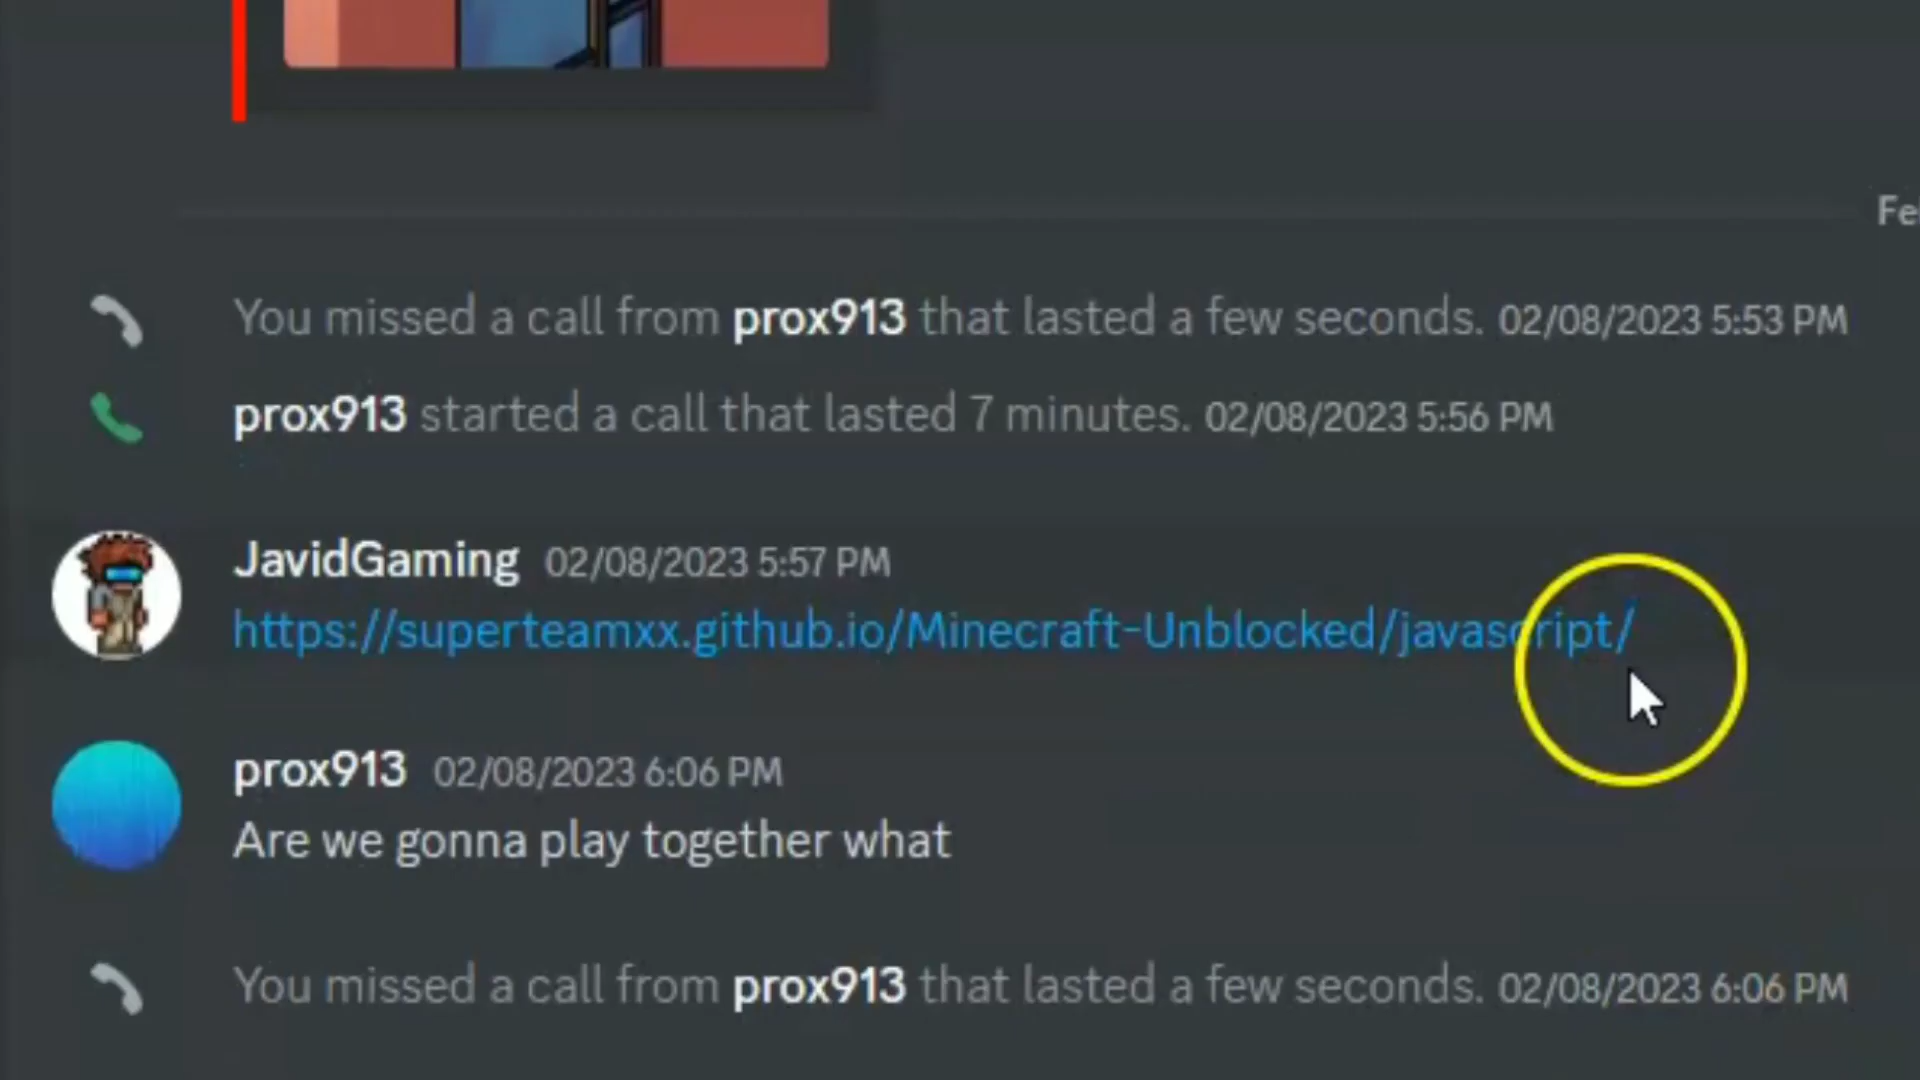 Fe
You missed a call from prox913 that lasted a few seconds. 02/08/2023 5:53 PM
prox913 started a call that lasted 7 minutes. 02/08/2023 5:56 PM
JavidGaming 02/08/2023 5:57 PM
https://superteamxx.github.io/Minecraft-Unblocked/javascript/
prox913 02/08/2023 6:06 PM
Are we gonna play together what
You missed a call from prox913 that lasted a few seconds. 02/08/2023 6:06 PM